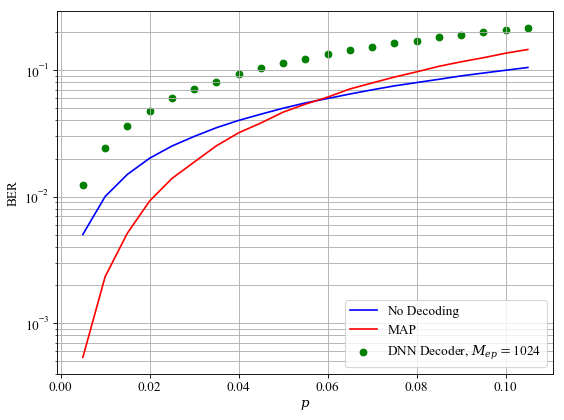 BER
10⁻¹
10⁻²
10⁻³
0.00 0.02 0.04 0.06 0.08 0.10
p
No Decoding
MAP
DNN Decoder, M_ep = 1024